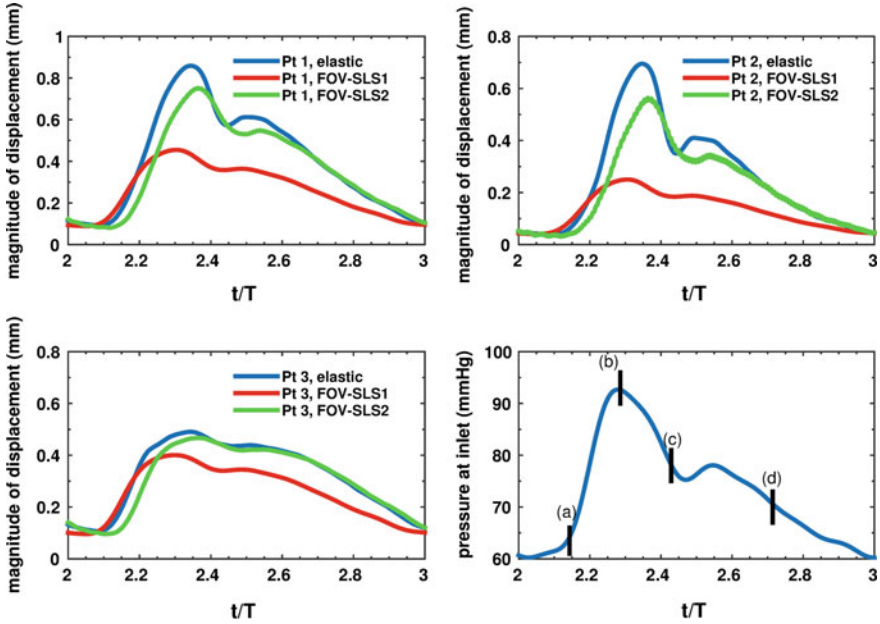 magnitude of displacement (mm)
1
0.8
0.6
0.4
0.2
0
2
2.2
2.4
2.6
2.8
3
t/T
Pt 1, elastic
Pt 1, FOV-SLS1
Pt 1, FOV-SLS2
magnitude of displacement (mm)
0.8
0.6
0.4
0.2
0
2
2.2
2.4
2.6
2.8
3
t/T
Pt 2, elastic
Pt 2, FOV-SLS1
Pt 2, FOV-SLS2
magnitude of displacement (mm)
0.8
0.6
0.4
0.2
0
2
2.2
2.4
2.6
2.8
3
t/T
Pt 3, elastic
Pt 3, FOV-SLS1
Pt 3, FOV-SLS2
pressure at inlet (mmHg)
100
90
80
70
60
2
2.2
2.4
2.6
2.8
3
t/T
(a)
(b)
(c)
(d)